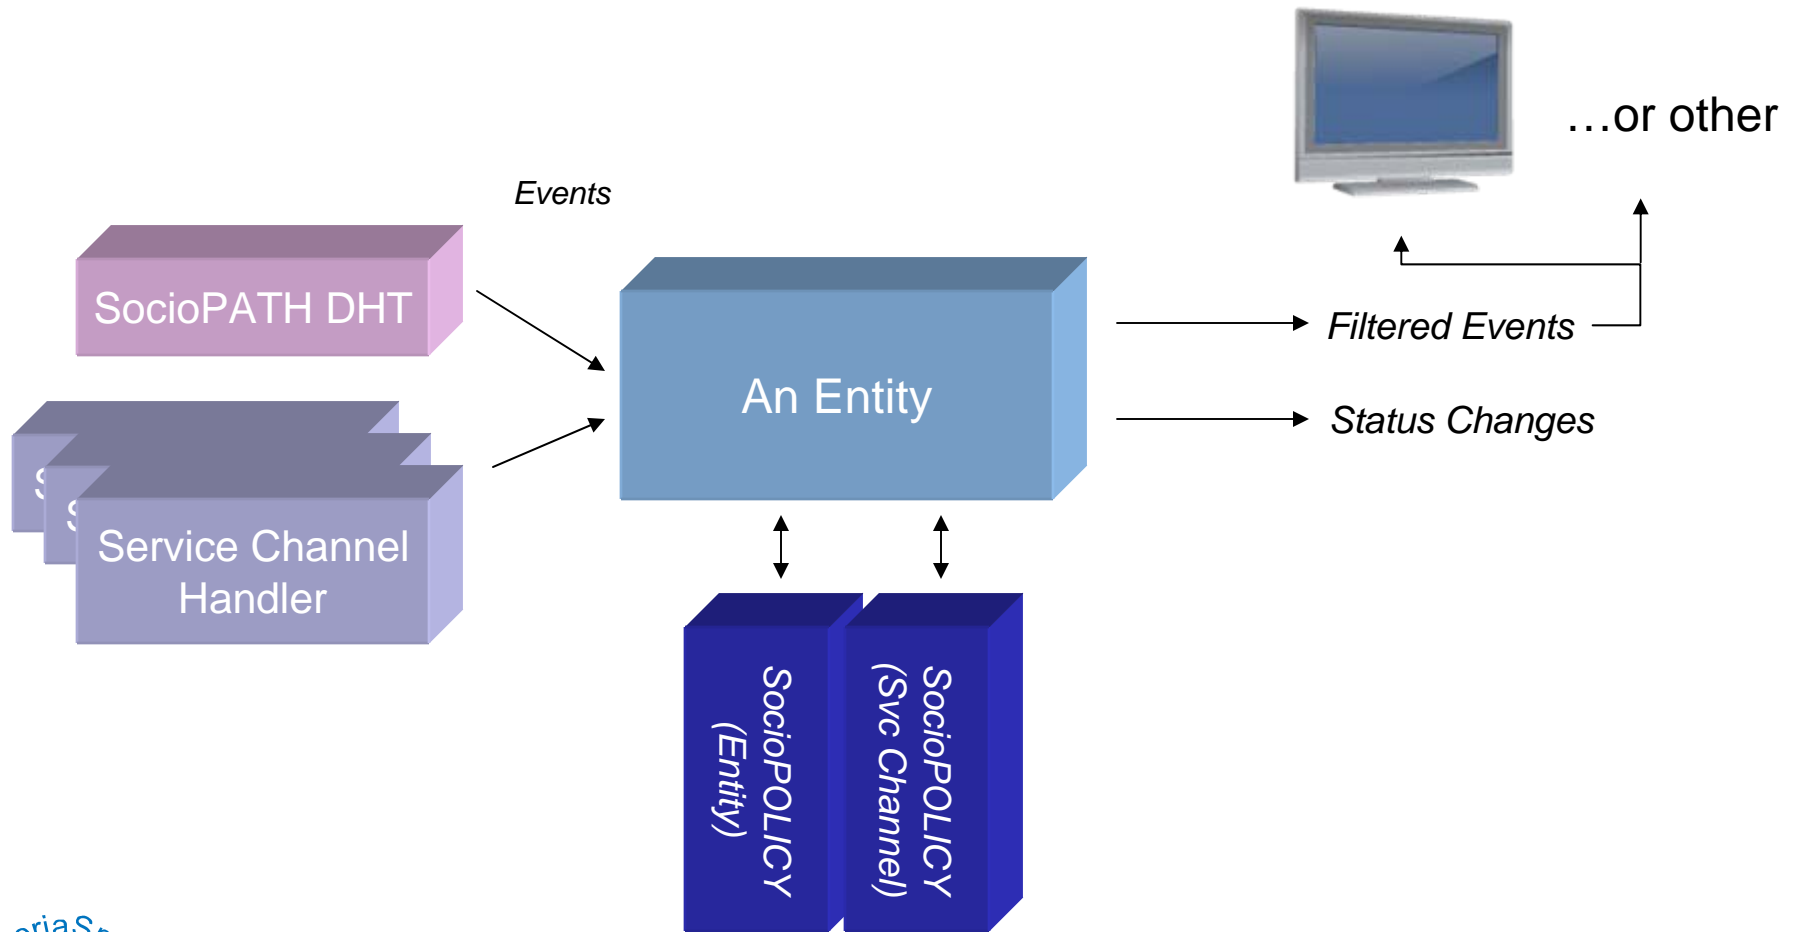 …or other
Events
SocioPATH DHT
An Entity
Filtered Events
Status Changes
Service Channel
Handler
SocioPOLICY
(Entity)
SocioPOLICY
(Svc Channel)